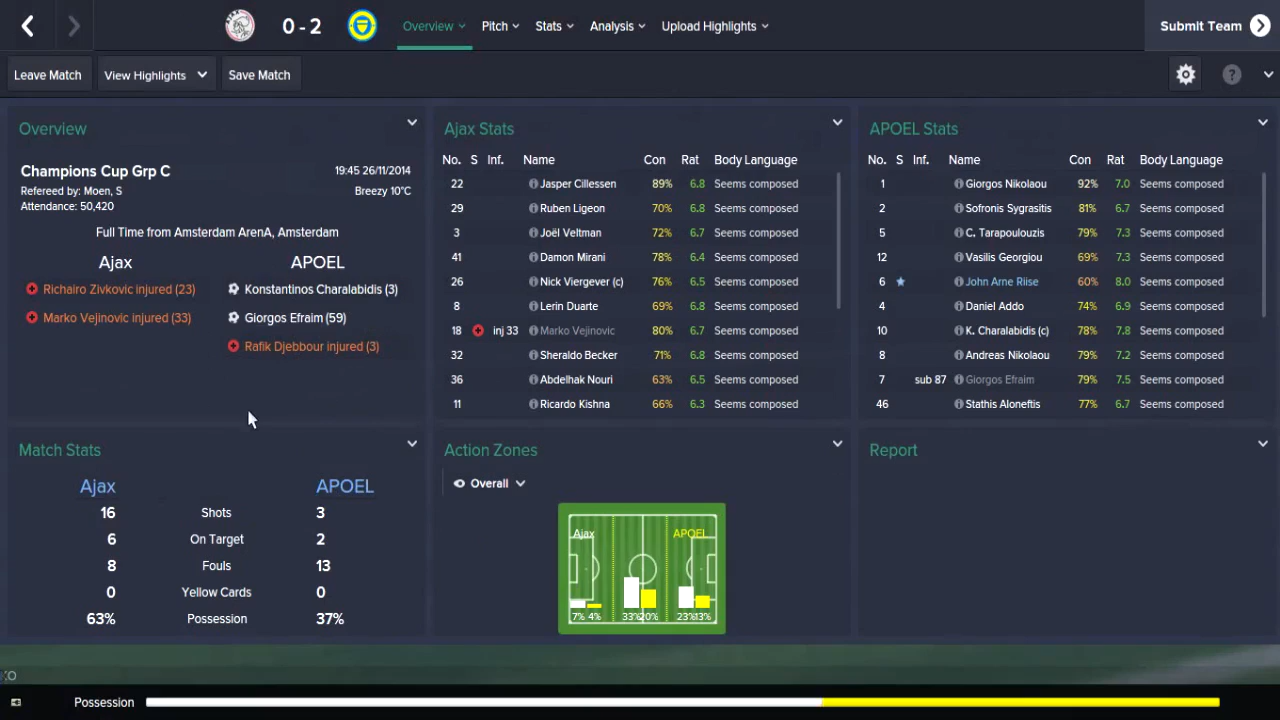 0 - 2
Overview
Pitch
Stats
Analysis
Upload Highlights
Submit Team
Leave Match
View Highlights
Save Match
?
Overview
Champions Cup Grp C
19:45 26/11/2014
Refereed by: Moen, S
Breezy 10°C
Attendance: 50,420
Full Time from Amsterdam ArenA, Amsterdam
Ajax
APOEL
Richairo Zivkovic injured (23)
Konstantinos Charalabidis (3)
Marko Vejinovic injured (33)
Giorgos Efraim (59)
Rafik Djebbour injured (3)
Ajax Stats
No. S Inf. Name Con Rat Body Language
22 Jasper Cillessen 89% 6.8 Seems composed
29 Ruben Ligeon 70% 6.8 Seems composed
3 Joël Veltman 72% 6.7 Seems composed
41 Damon Mirani 78% 6.4 Seems composed
26 Nick Viergever (c) 76% 6.5 Seems composed
8 Lerin Duarte 69% 6.8 Seems composed
18 inj 33 Marko Vejinovic 80% 6.7 Seems composed
32 Sheraldo Becker 71% 6.8 Seems composed
36 Abdelhak Nouri 63% 6.5 Seems composed
11 Ricardo Kishna 66% 6.3 Seems composed
APOEL Stats
No. S Inf. Name Con Rat Body Language
1 Giorgos Nikolaou 92% 7.0 Seems composed
2 Sofronis Sygrasitis 81% 6.7 Seems composed
5 C. Tarapoulouzis 79% 7.3 Seems composed
12 Vasilis Georgiou 69% 7.3 Seems composed
6 John Arne Riise 60% 8.0 Seems composed
4 Daniel Addo 74% 6.9 Seems composed
10 K. Charalabidis (c) 78% 7.8 Seems composed
8 Andreas Nikolaou 79% 7.2 Seems composed
7 sub 87 Giorgos Efraim 79% 7.5 Seems composed
46 Stathis Aloneftis 77% 6.7 Seems composed
Match Stats
Ajax APOEL
16 Shots 3
6 On Target 2
8 Fouls 13
0 Yellow Cards 0
63% Possession 37%
Action Zones
Overall
Ajax APOEL
7% 4% 33% 20% 23% 13%
Report
Possession